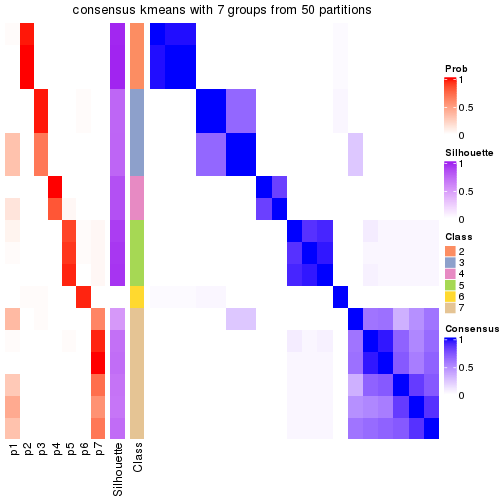 consensus kmeans with 7 groups from 50 partitions
Prob
1
0.5
0
Silhouette
1
0.5
0
Class
2
3
4
5
6
7
Consensus
1
0.5
0
p1
p2
p3
p4
p5
p6
p7
Silhouette
Class